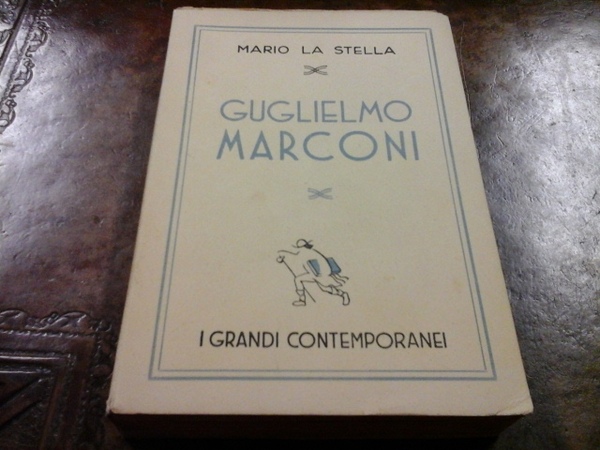 MARIO LA STELLA
GUGLIELMO
MARCONI
I GRANDI CONTEMPORANEI